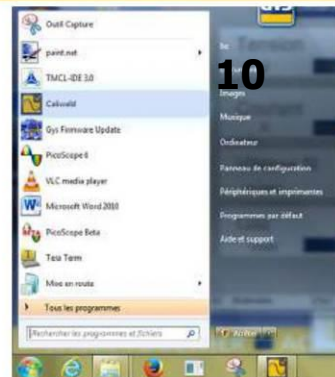 GYS
Outil Capture
paint.net
TMCL-IDE 3.0
Caliweld
Gys Firmware Update
PicoScope 6
VLC media player
Microsoft Word 2010
PicoScope Beta
Tera Term
Mise en route
Tous les programmes
Rechercher les programmes et fichiers
10
Images
Musique
Ordinateur
Panneau de configuration
Périphériques et imprimantes
Programmes par défaut
Aide et support
Arrêter